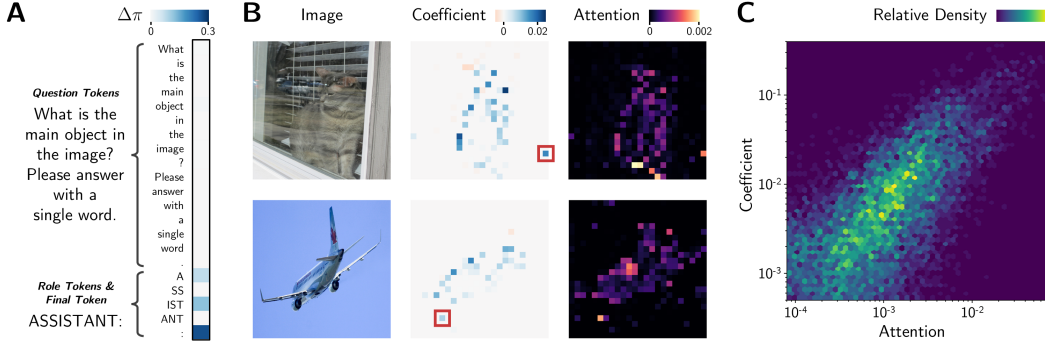 A
Δπ
0
0.3
Question Tokens
What is the
main object in
the image?
Please answer
with a
single word.
What
is
the
main
object
in
the
image
?
Please
answer
with
a
single
word
.
Role Tokens &
Final Token
ASSISTANT:
A
SS
IST
ANT
:
B
Image
Coefficient
0
0.02
Attention
0
0.002
C
Relative Density
Coefficient
10⁻¹
10⁻²
10⁻³
10⁻⁴
10⁻³
10⁻²
Attention